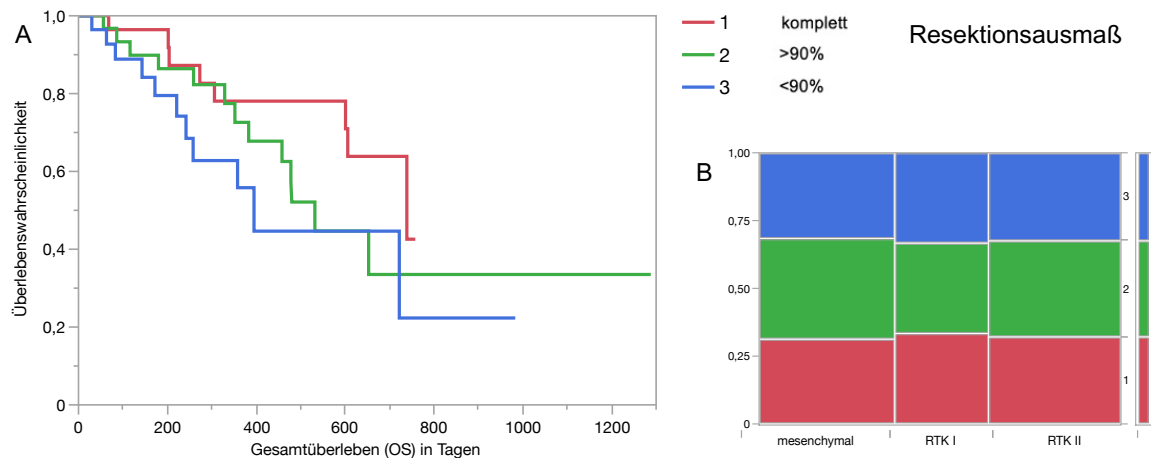 A
1,0
0,8
0,6
0,4
0,2
0
0 200 400 600 800 1000 1200
Überlebenswahrscheinlichkeit
Gesamtüberleben (OS) in Tagen
1 komplett
2 >90%
3 <90%
Resektionsausmaß
B
1,00
0,75
0,50
0,25
0
3
2
1
mesenchymal RTK I RTK II